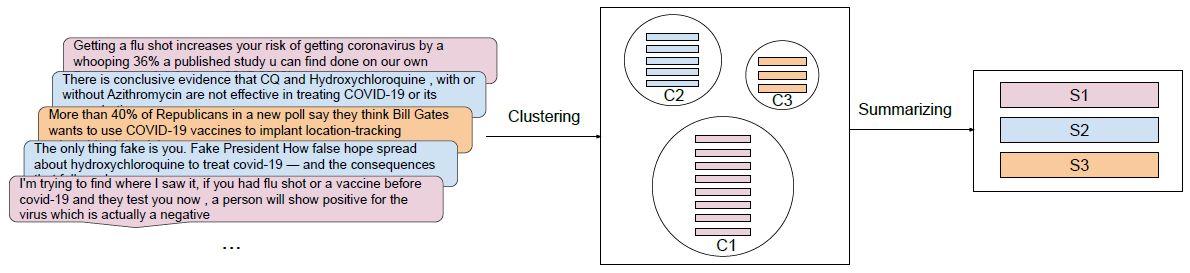 Getting a flu shot increases your risk of getting coronavirus by a
whooping 36% a published study u can find done on our own
There is conclusive evidence that CQ and Hydroxychloroquine , with or
without Azithromycin are not effective in treating COVID-19 or its
More than 40% of Republicans in a new poll say they think Bill Gates
wants to use COVID-19 vaccines to implant location-tracking
The only thing fake is you. Fake President How false hope spread
about hydroxychloroquine to treat covid-19 — and the consequences
I'm trying to find where I saw it, if you had flu shot or a vaccine before
covid-19 and they test you now , a person will show positive for the
virus which is actually a negative
...
Clustering
C2
C3
C1
Summarizing
S1
S2
S3